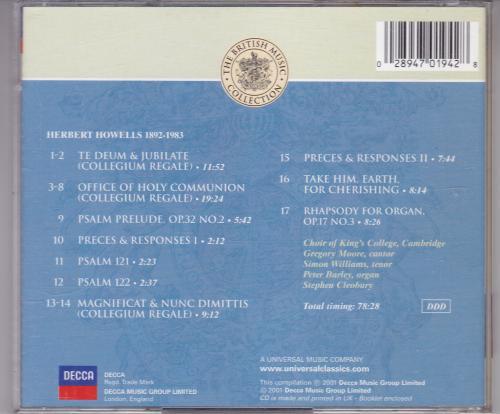 THE BRITISH MUSIC
COLLECTION
0 28947 01942 8
HERBERT HOWELLS 1892-1983
1-2 TE DEUM & JUBILATE
(COLLEGIUM REGALE) • 11:52
3-8 OFFICE OF HOLY COMMUNION
(COLLEGIUM REGALE) • 19:24
9 PSALM PRELUDE, OP.32 NO.2 • 5:42
10 PRECES & RESPONSES I • 2:12
11 PSALM 121 • 2:23
12 PSALM 122 • 2:37
13-14 MAGNIFICAT & NUNC DIMITTIS
(COLLEGIUM REGALE) • 9:12
15 PRECES & RESPONSES II • 7:44
16 TAKE HIM, EARTH,
FOR CHERISHING • 8:14
17 RHAPSODY FOR ORGAN,
OP.17 NO.3 • 8:26
Choir of King's College, Cambridge
Gregory Moore, cantor
Simon Williams, tenor
Peter Barley, organ
Stephen Cleobury
Total timing: 78:28
DDD
DECCA
DECCA
Regd. Trade Mark
DECCA MUSIC GROUP LIMITED
London, England
A UNIVERSAL MUSIC COMPANY
www.universalclassics.com
This compilation ℗ 2001 Decca Music Group Limited
© 2001 Decca Music Group Limited
CD is made and printed in UK - Booklet enclosed